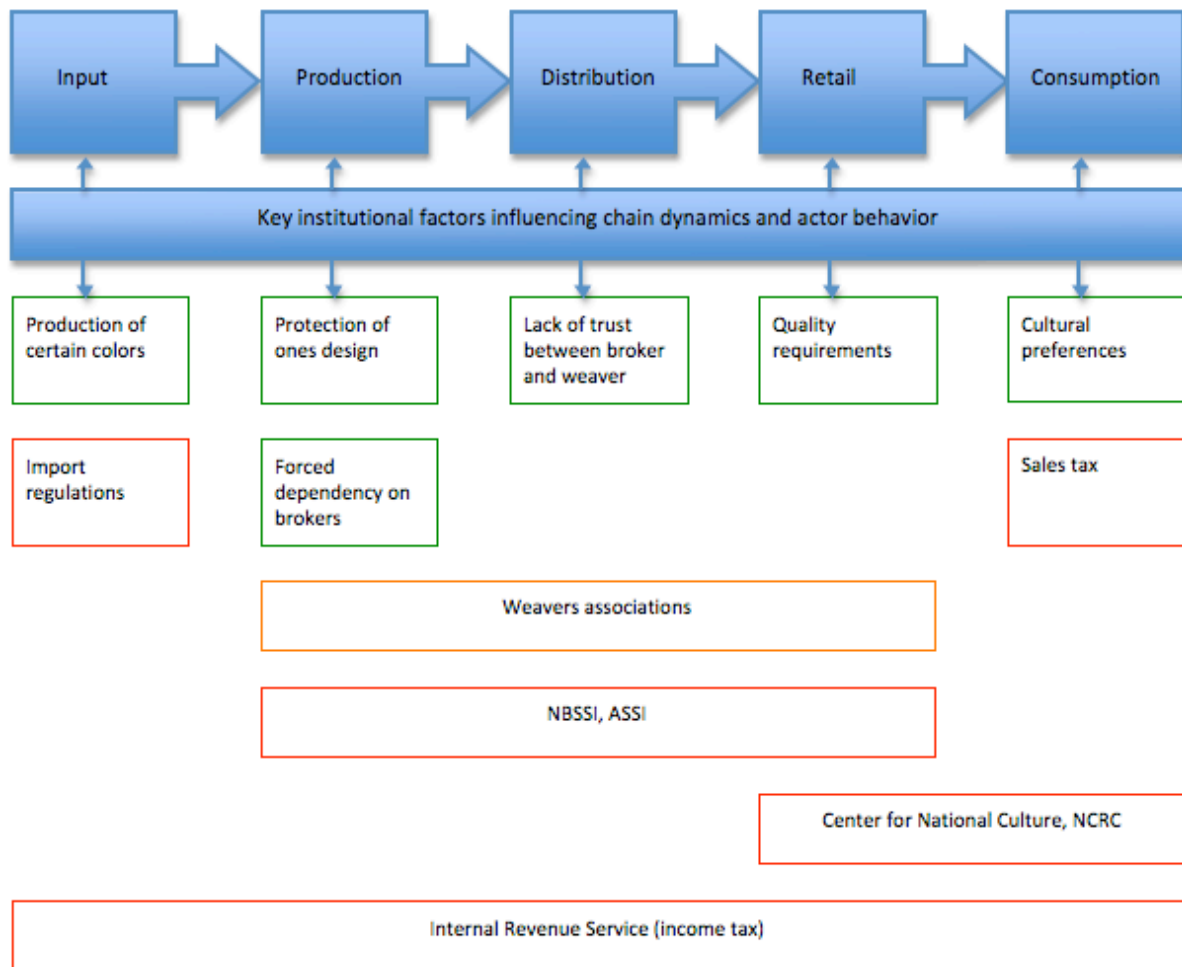 Input
Production
Distribution
Retail
Consumption
Key institutional factors influencing chain dynamics and actor behavior
Production of
certain colors
Protection of
ones design
Lack of trust
between broker
and weaver
Quality
requirements
Cultural
preferences
Import
regulations
Forced
dependency on
brokers
Sales tax
Weavers associations
NBSSI, ASSI
Center for National Culture, NCRC
Internal Revenue Service (income tax)